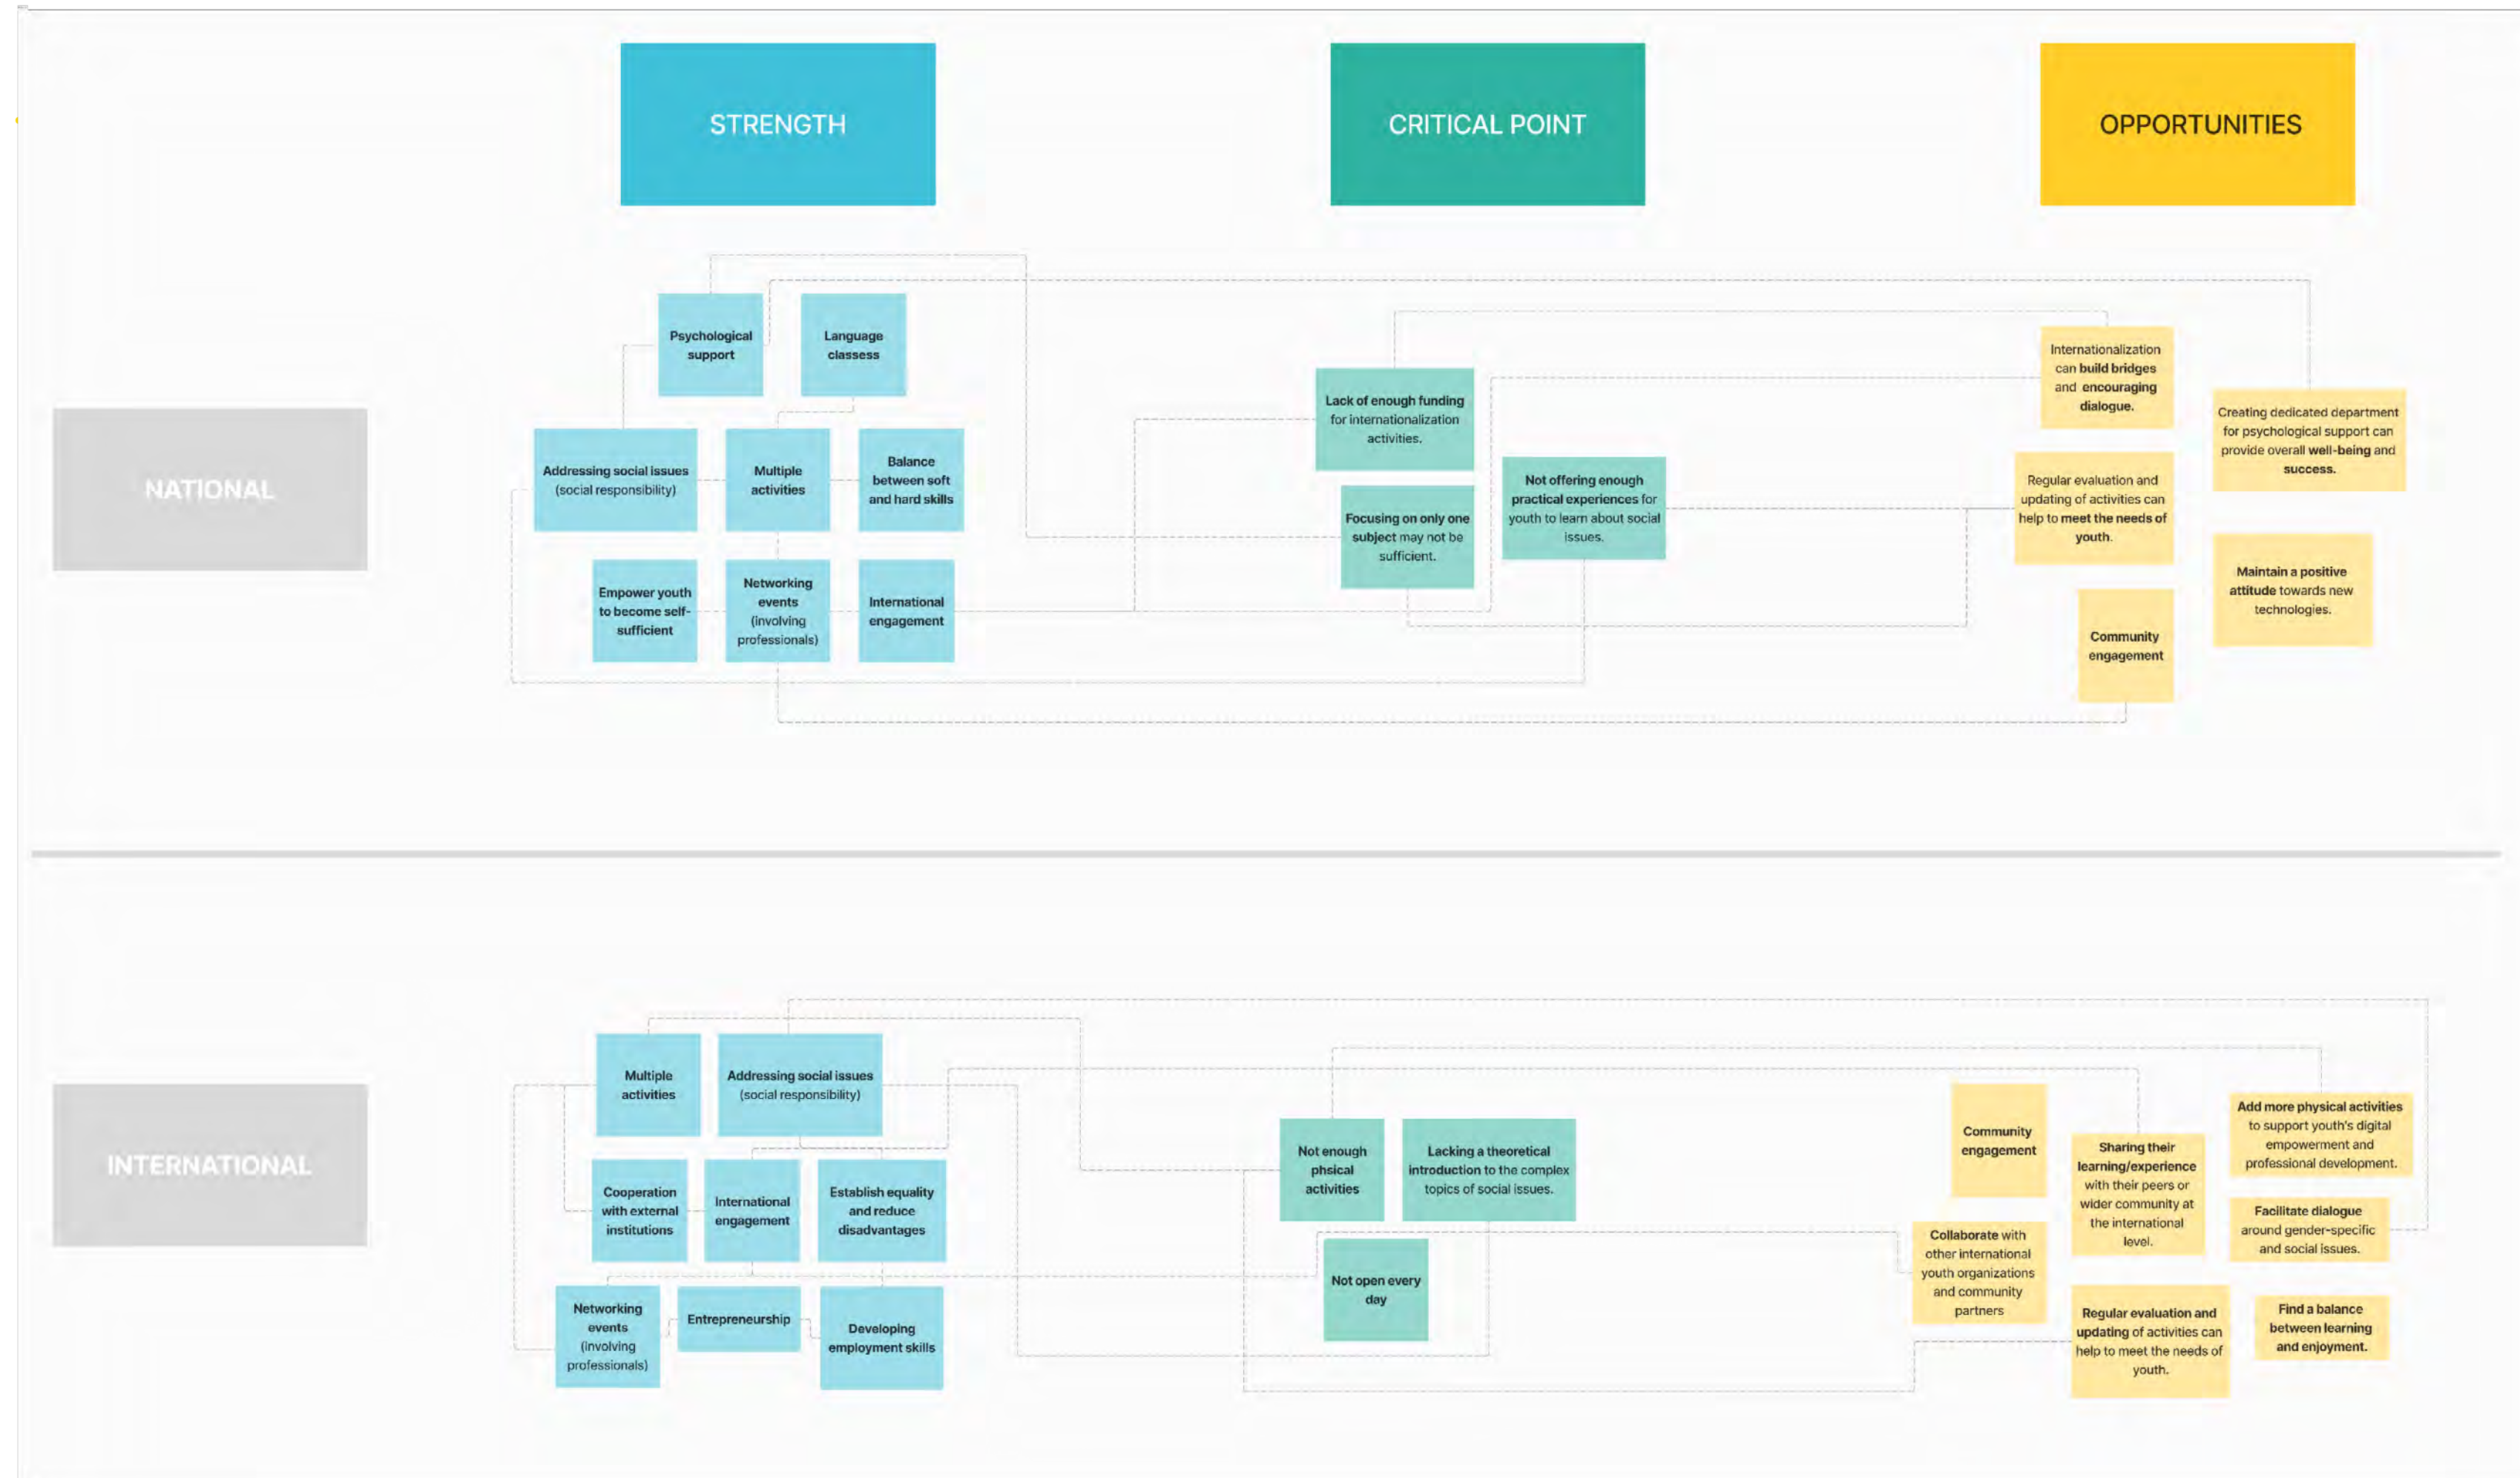 STRENGTH
CRITICAL POINT
OPPORTUNITIES
NATIONAL
Psychological
support
Language
classess
Addressing social issues
(social responsibility)
Multiple
activities
Balance
between soft
and hard skills
Empower youth
to become self-
sufficient
Networking
events
(involving
professionals)
International
engagement
Lack of enough funding
for internationalization
activities.
Focusing on only one
subject may not be
sufficient.
Not offering enough
practical experiences for
youth to learn about social
issues.
Internationalization
can build bridges
and encouraging
dialogue.
Creating dedicated department
for psychological support can
provide overall well-being and
success.
Regular evaluation and
updating of activities can
help to meet the needs of
youth.
Maintain a positive
attitude towards new
technologies.
Community
engagement
INTERNATIONAL
Multiple
activities
Addressing social issues
(social responsibility)
Cooperation
with external
institutions
International
engagement
Establish equality
and reduce
disadvantages
Networking
events
(involving
professionals)
Entrepreneurship
Developing
employment skills
Not enough
phsical
activities
Lacking a theoretical
introduction to the complex
topics of social issues.
Not open every
day
Community
engagement
Sharing their
learning/experience
with their peers or
wider community at
the international
level.
Add more physical activities
to support youth's digital
empowerment and
professional development.
Collaborate with
other international
youth organizations
and community
partners
Facilitate dialogue
around gender-specific
and social issues.
Regular evaluation and
updating of activities can
help to meet the needs of
youth.
Find a balance
between learning
and enjoyment.